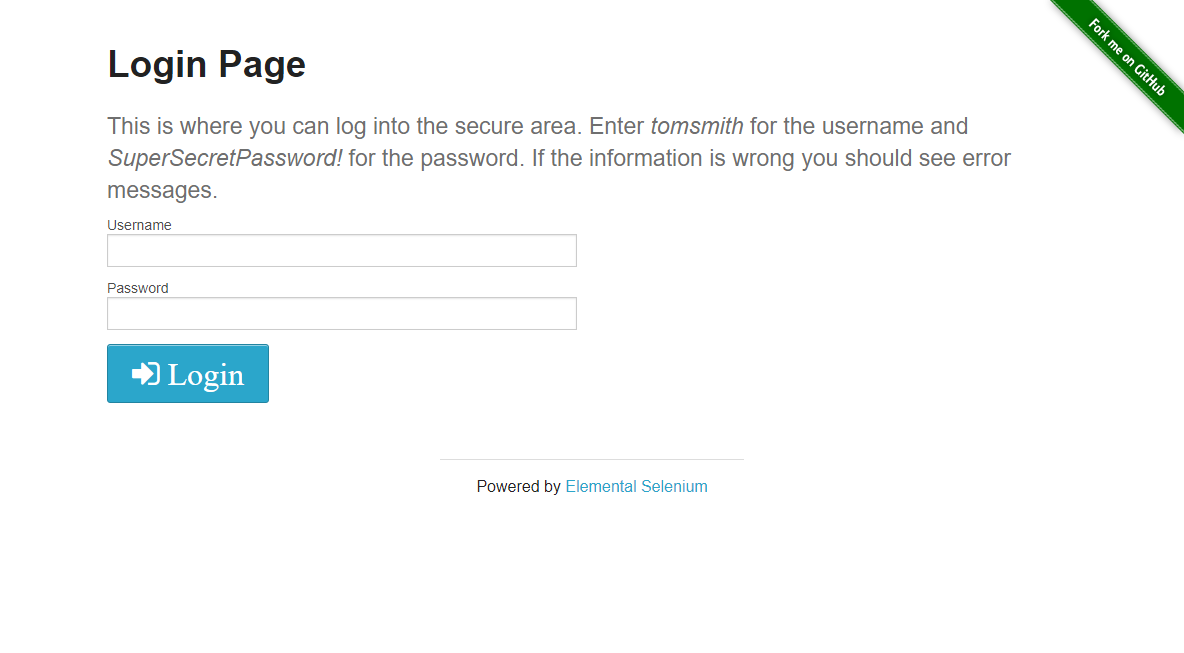 Fork me on GitHub
Login Page
This is where you can log into the secure area. Enter tomsmith for the username and
SuperSecretPassword! for the password. If the information is wrong you should see error
messages.
Username
Password
Login
Powered by Elemental Selenium